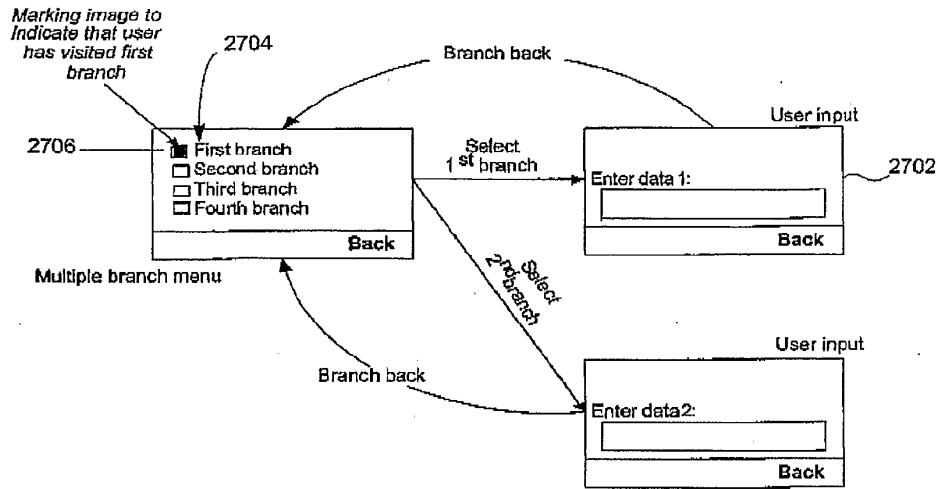 Marking image to
indicate that user
has visited first
branch
2704
Branch back
User input
2706
First branch
Second branch
Third branch
Fourth branch
Back
Multiple branch menu
Select
1st branch
Enter data 1:
2702
Back
Select
2nd branch
Branch back
User input
Enter data2:
Back